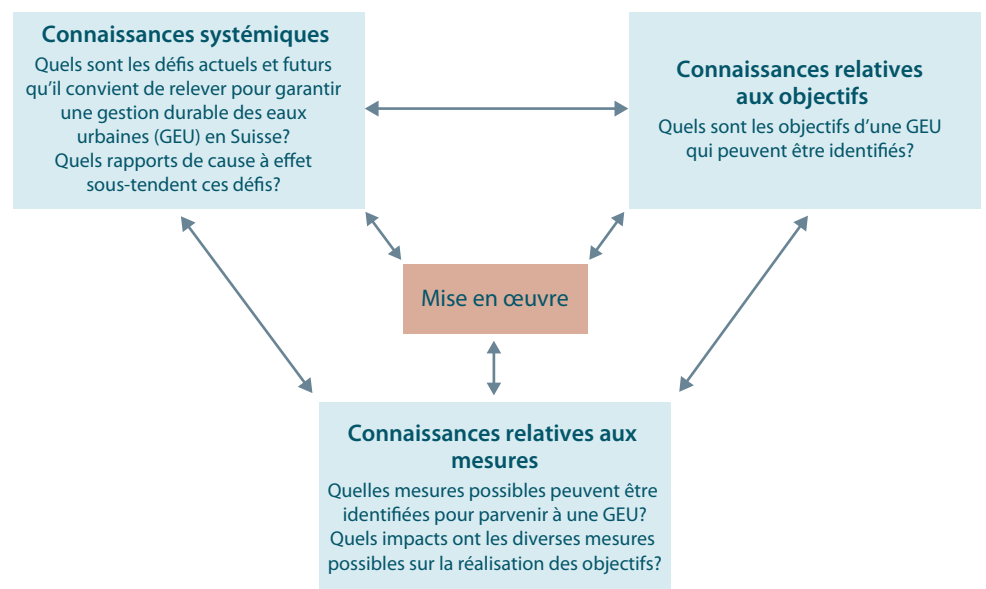 Connaissances systémiques
Quels sont les défis actuels et futurs
qu'il convient de relever pour garantir
une gestion durable des eaux
urbaines (GEU) en Suisse?
Quels rapports de cause à effet
sous-tendent ces défis?
Connaissances relatives
aux objectifs
Quels sont les objectifs d'une GEU
qui peuvent être identifiés?
Mise en œuvre
Connaissances relatives aux
mesures
Quelles mesures possibles peuvent être
identifiées pour parvenir à une GEU?
Quels impacts ont les diverses mesures
possibles sur la réalisation des objectifs?